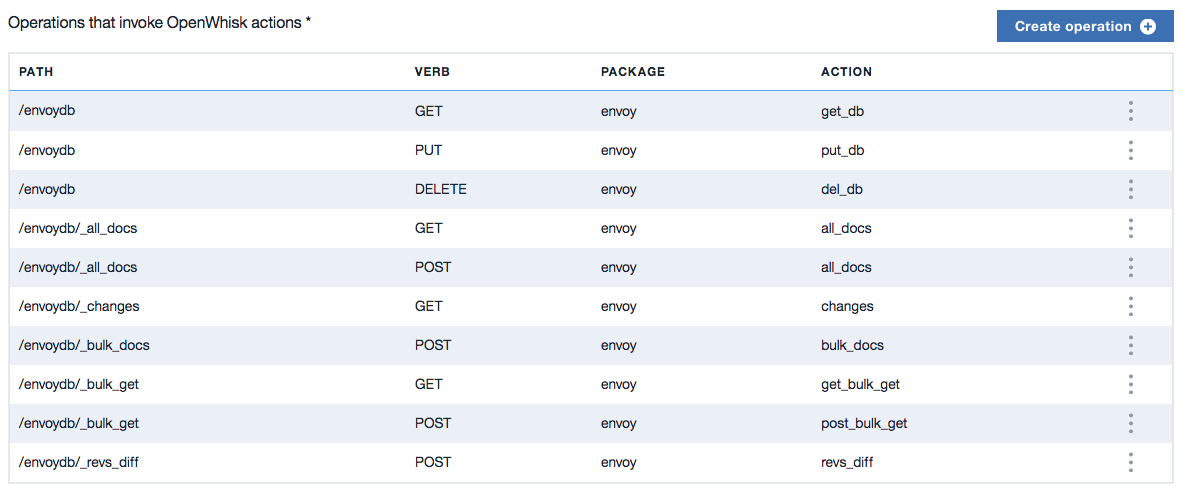 Operations that invoke OpenWhisk actions *
Create operation
PATH VERB PACKAGE ACTION
/envoydb GET envoy get_db
/envoydb PUT envoy put_db
/envoydb DELETE envoy del_db
/envoydb/_all_docs GET envoy all_docs
/envoydb/_all_docs POST envoy all_docs
/envoydb/_changes GET envoy changes
/envoydb/_bulk_docs POST envoy bulk_docs
/envoydb/_bulk_get GET envoy get_bulk_get
/envoydb/_bulk_get POST envoy post_bulk_get
/envoydb/_revs_diff POST envoy revs_diff